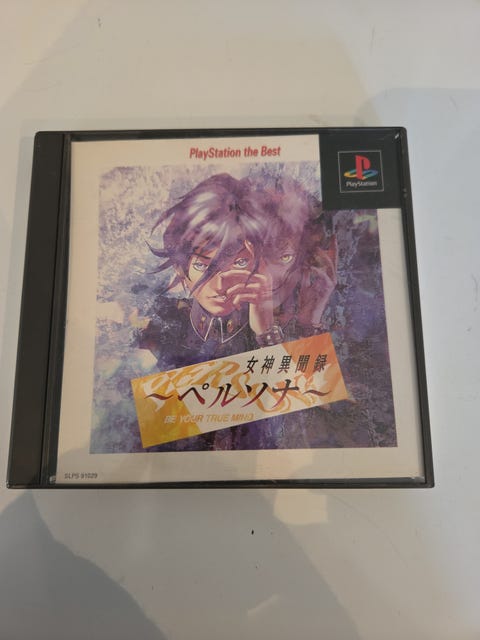 PlayStation the Best
PlayStation
女神異聞録
～ペルソナ～
BE YOUR TRUE MIND
SLPS-91029